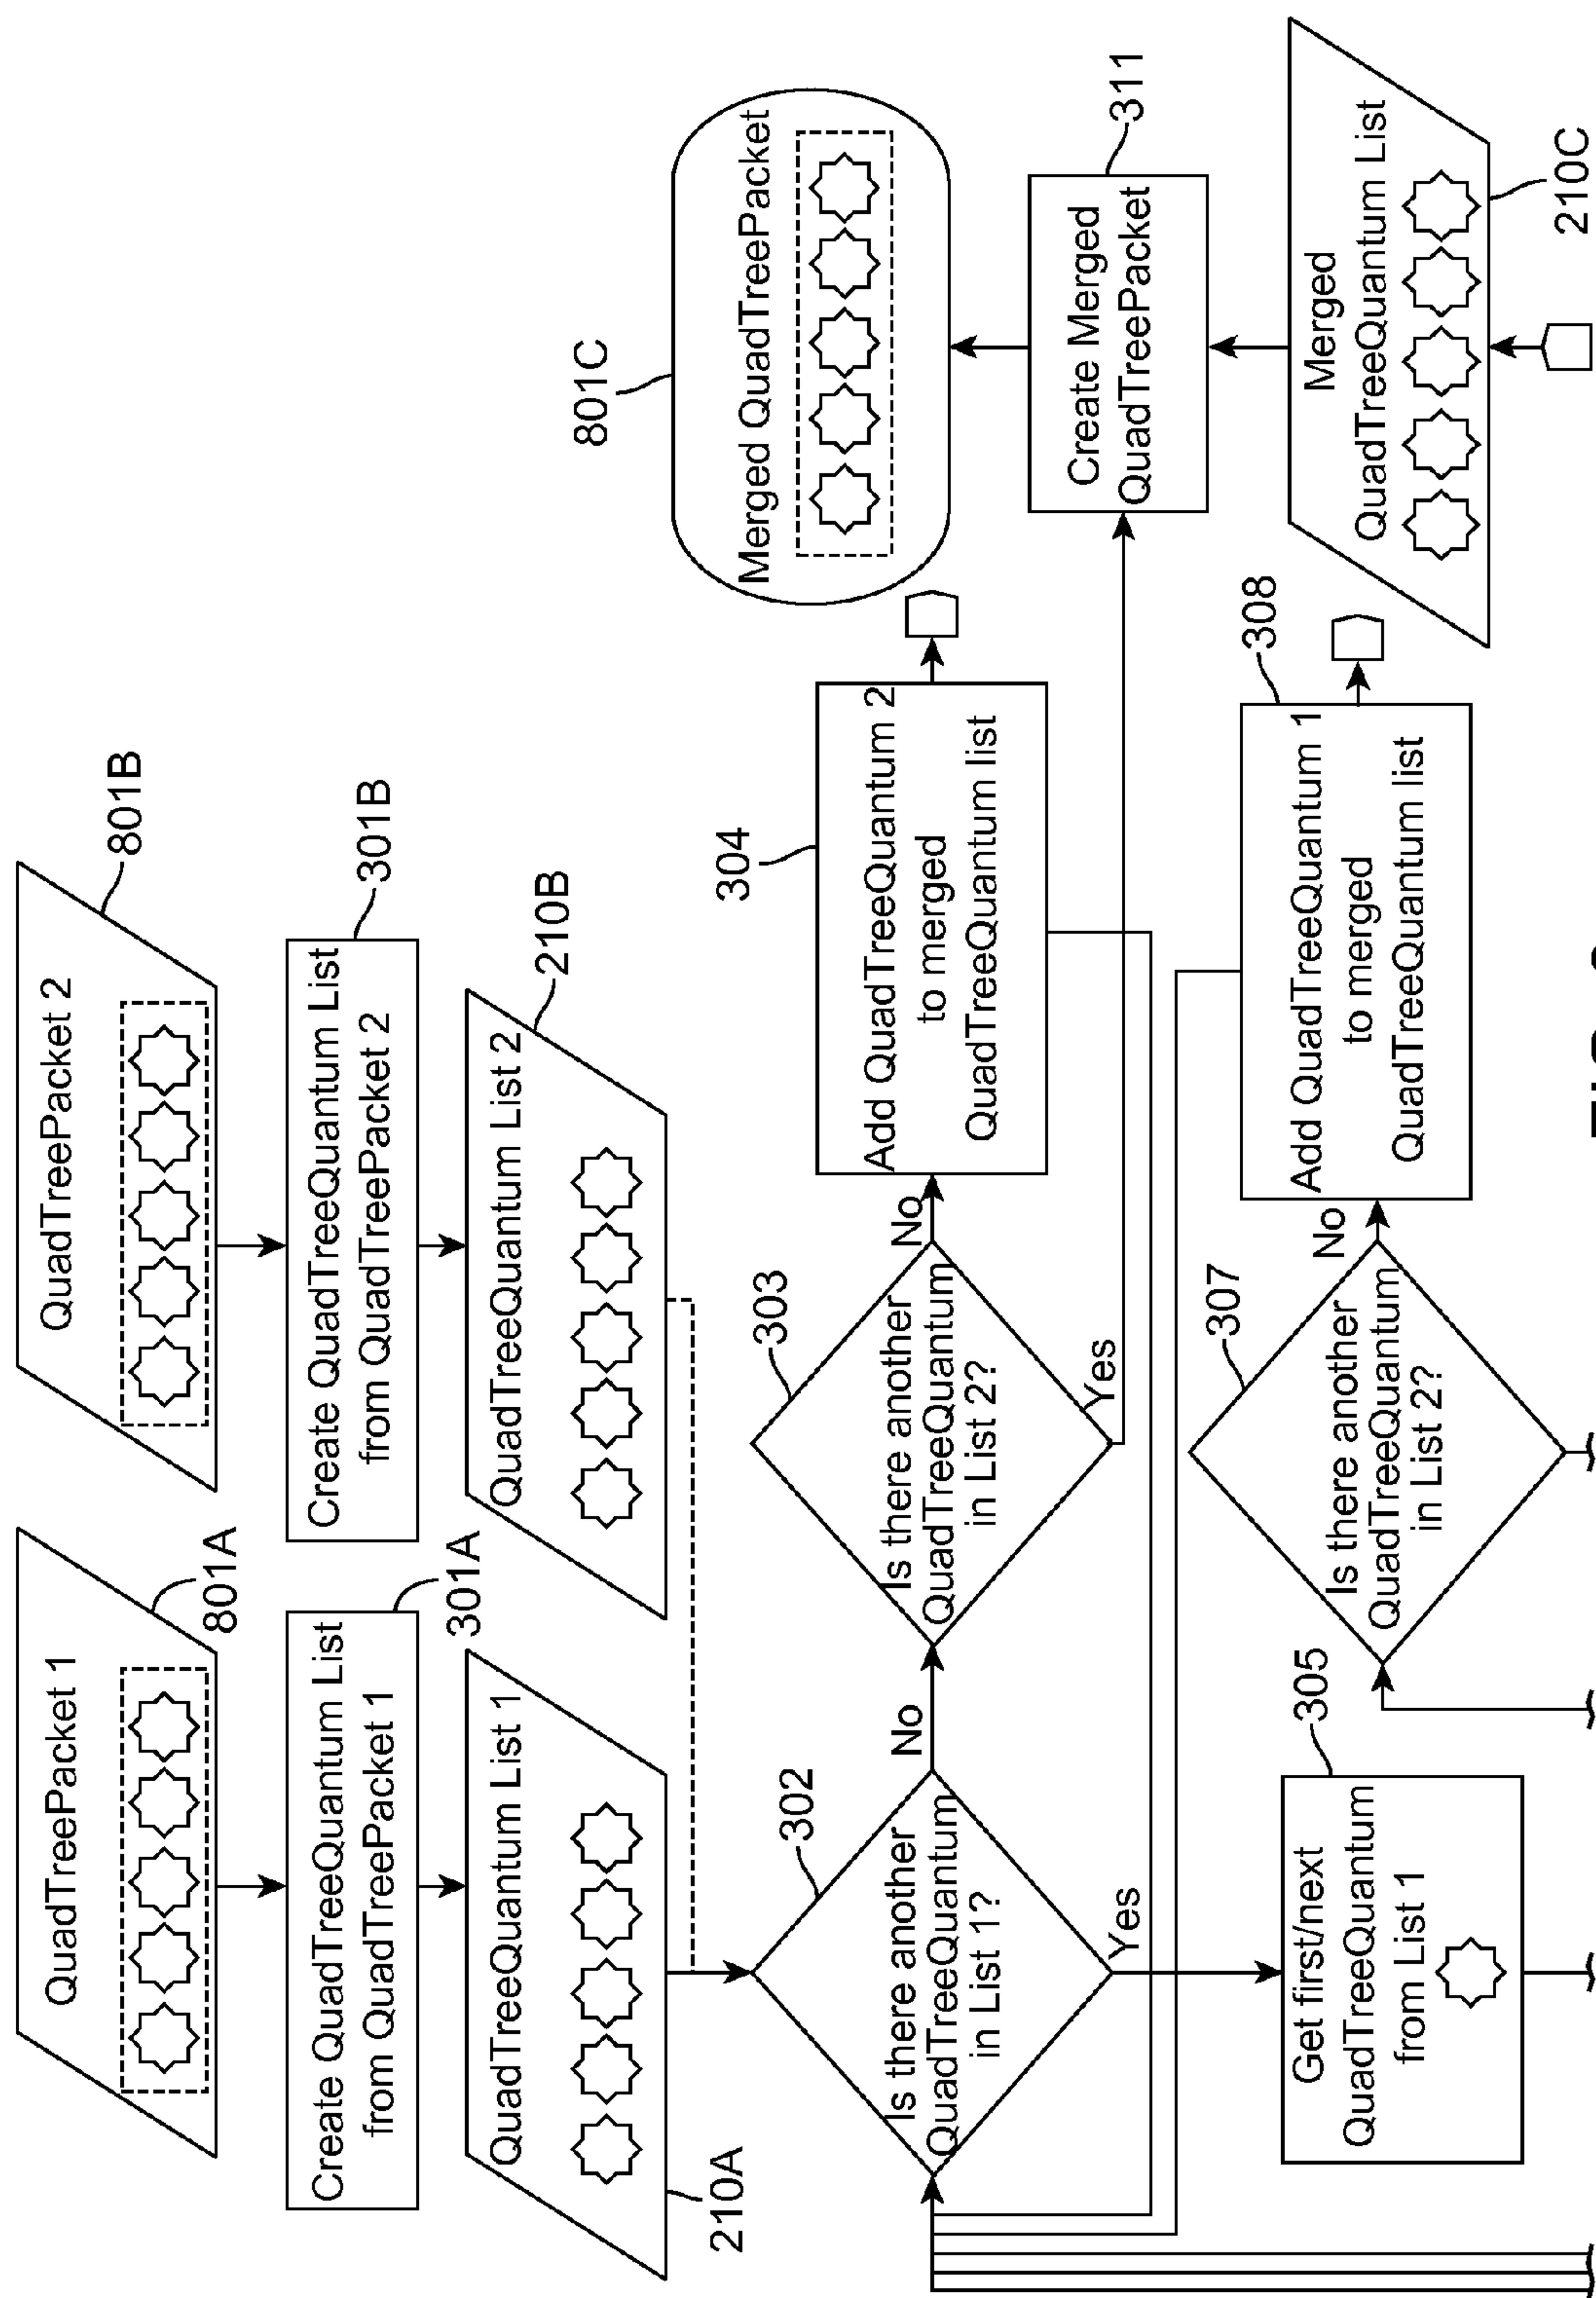 QuadTreePacket 1
801A
QuadTreePacket 2
801B
Create QuadTreeQuantum List
from QuadTreePacket 1
301A
Create QuadTreeQuantum List
from QuadTreePacket 2
301B
QuadTreeQuantum List 1
210A
QuadTreeQuantum List 2
210B
Is there another
QuadTreeQuantum
in List 1?
302
No
Yes
Is there another
QuadTreeQuantum
in List 2?
303
No
Yes
304
Add QuadTreeQuantum 2
to merged
QuadTreeQuantum list
801C
Merged QuadTreePacket
Create Merged
QuadTreePacket
311
Get first/next
QuadTreeQuantum
from List 1
305
Is there another
QuadTreeQuantum
in List 2?
307
No
Add QuadTreeQuantum 1
to merged
QuadTreeQuantum list
308
Merged
QuadTreeQuantum List
210C